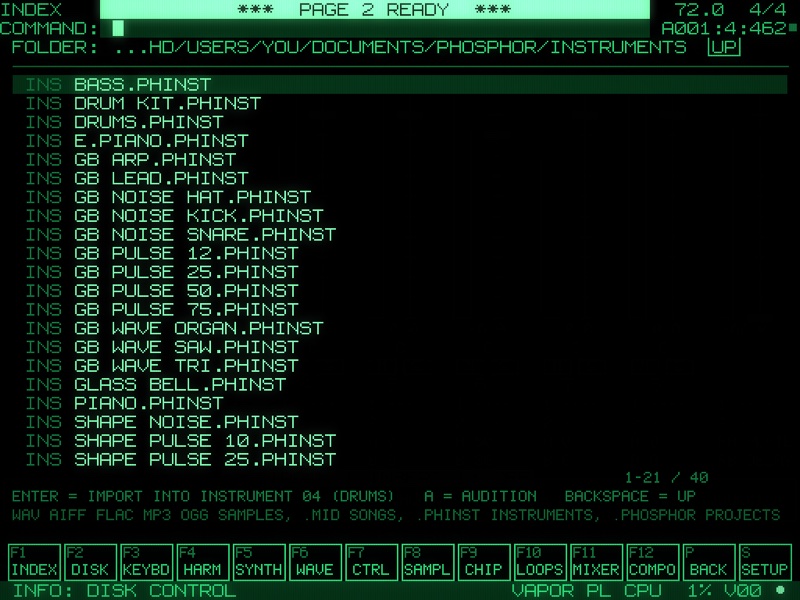 INDEX *** PAGE 2 READY *** 72.0 4/4
COMMAND: A001:4:462
FOLDER: ...HD/USERS/YOU/DOCUMENTS/PHOSPHOR/INSTRUMENTS UP
INS BASS.PHINST
INS DRUM KIT.PHINST
INS DRUMS.PHINST
INS E.PIANO.PHINST
INS GB ARP.PHINST
INS GB LEAD.PHINST
INS GB NOISE HAT.PHINST
INS GB NOISE KICK.PHINST
INS GB NOISE SNARE.PHINST
INS GB PULSE 12.PHINST
INS GB PULSE 25.PHINST
INS GB PULSE 50.PHINST
INS GB PULSE 75.PHINST
INS GB WAVE ORGAN.PHINST
INS GB WAVE SAW.PHINST
INS GB WAVE TRI.PHINST
INS GLASS BELL.PHINST
INS PIANO.PHINST
INS SHAPE NOISE.PHINST
INS SHAPE PULSE 10.PHINST
INS SHAPE PULSE 25.PHINST
1-21 / 40
ENTER = IMPORT INTO INSTRUMENT 04 (DRUMS) A = AUDITION BACKSPACE = UP
WAV AIFF FLAC MP3 OGG SAMPLES, .MID SONGS, .PHINST INSTRUMENTS, .PHOSPHOR PROJECTS
F1 F2 F3 F4 F5 F6 F7 F8 F9 F10 F11 F12 P S
INDEX DISK KEYBD HARM SYNTH WAVE CTRL SAMPL CHIP LOOPS MIXER COMPO BACK SETUP
INFO: DISK CONTROL VAPOR PL CPU 1% V00